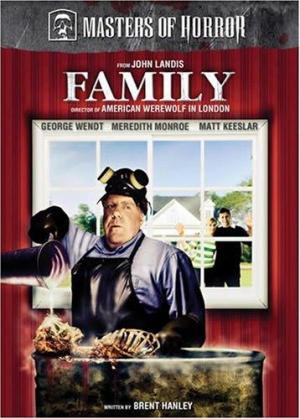 MASTERS OF HORROR
FROM JOHN LANDIS
FAMILY
DIRECTOR OF AMERICAN WEREWOLF IN LONDON
GEORGE WENDT MEREDITH MONROE MATT KEESLAR
WRITTEN BY BRENT HANLEY